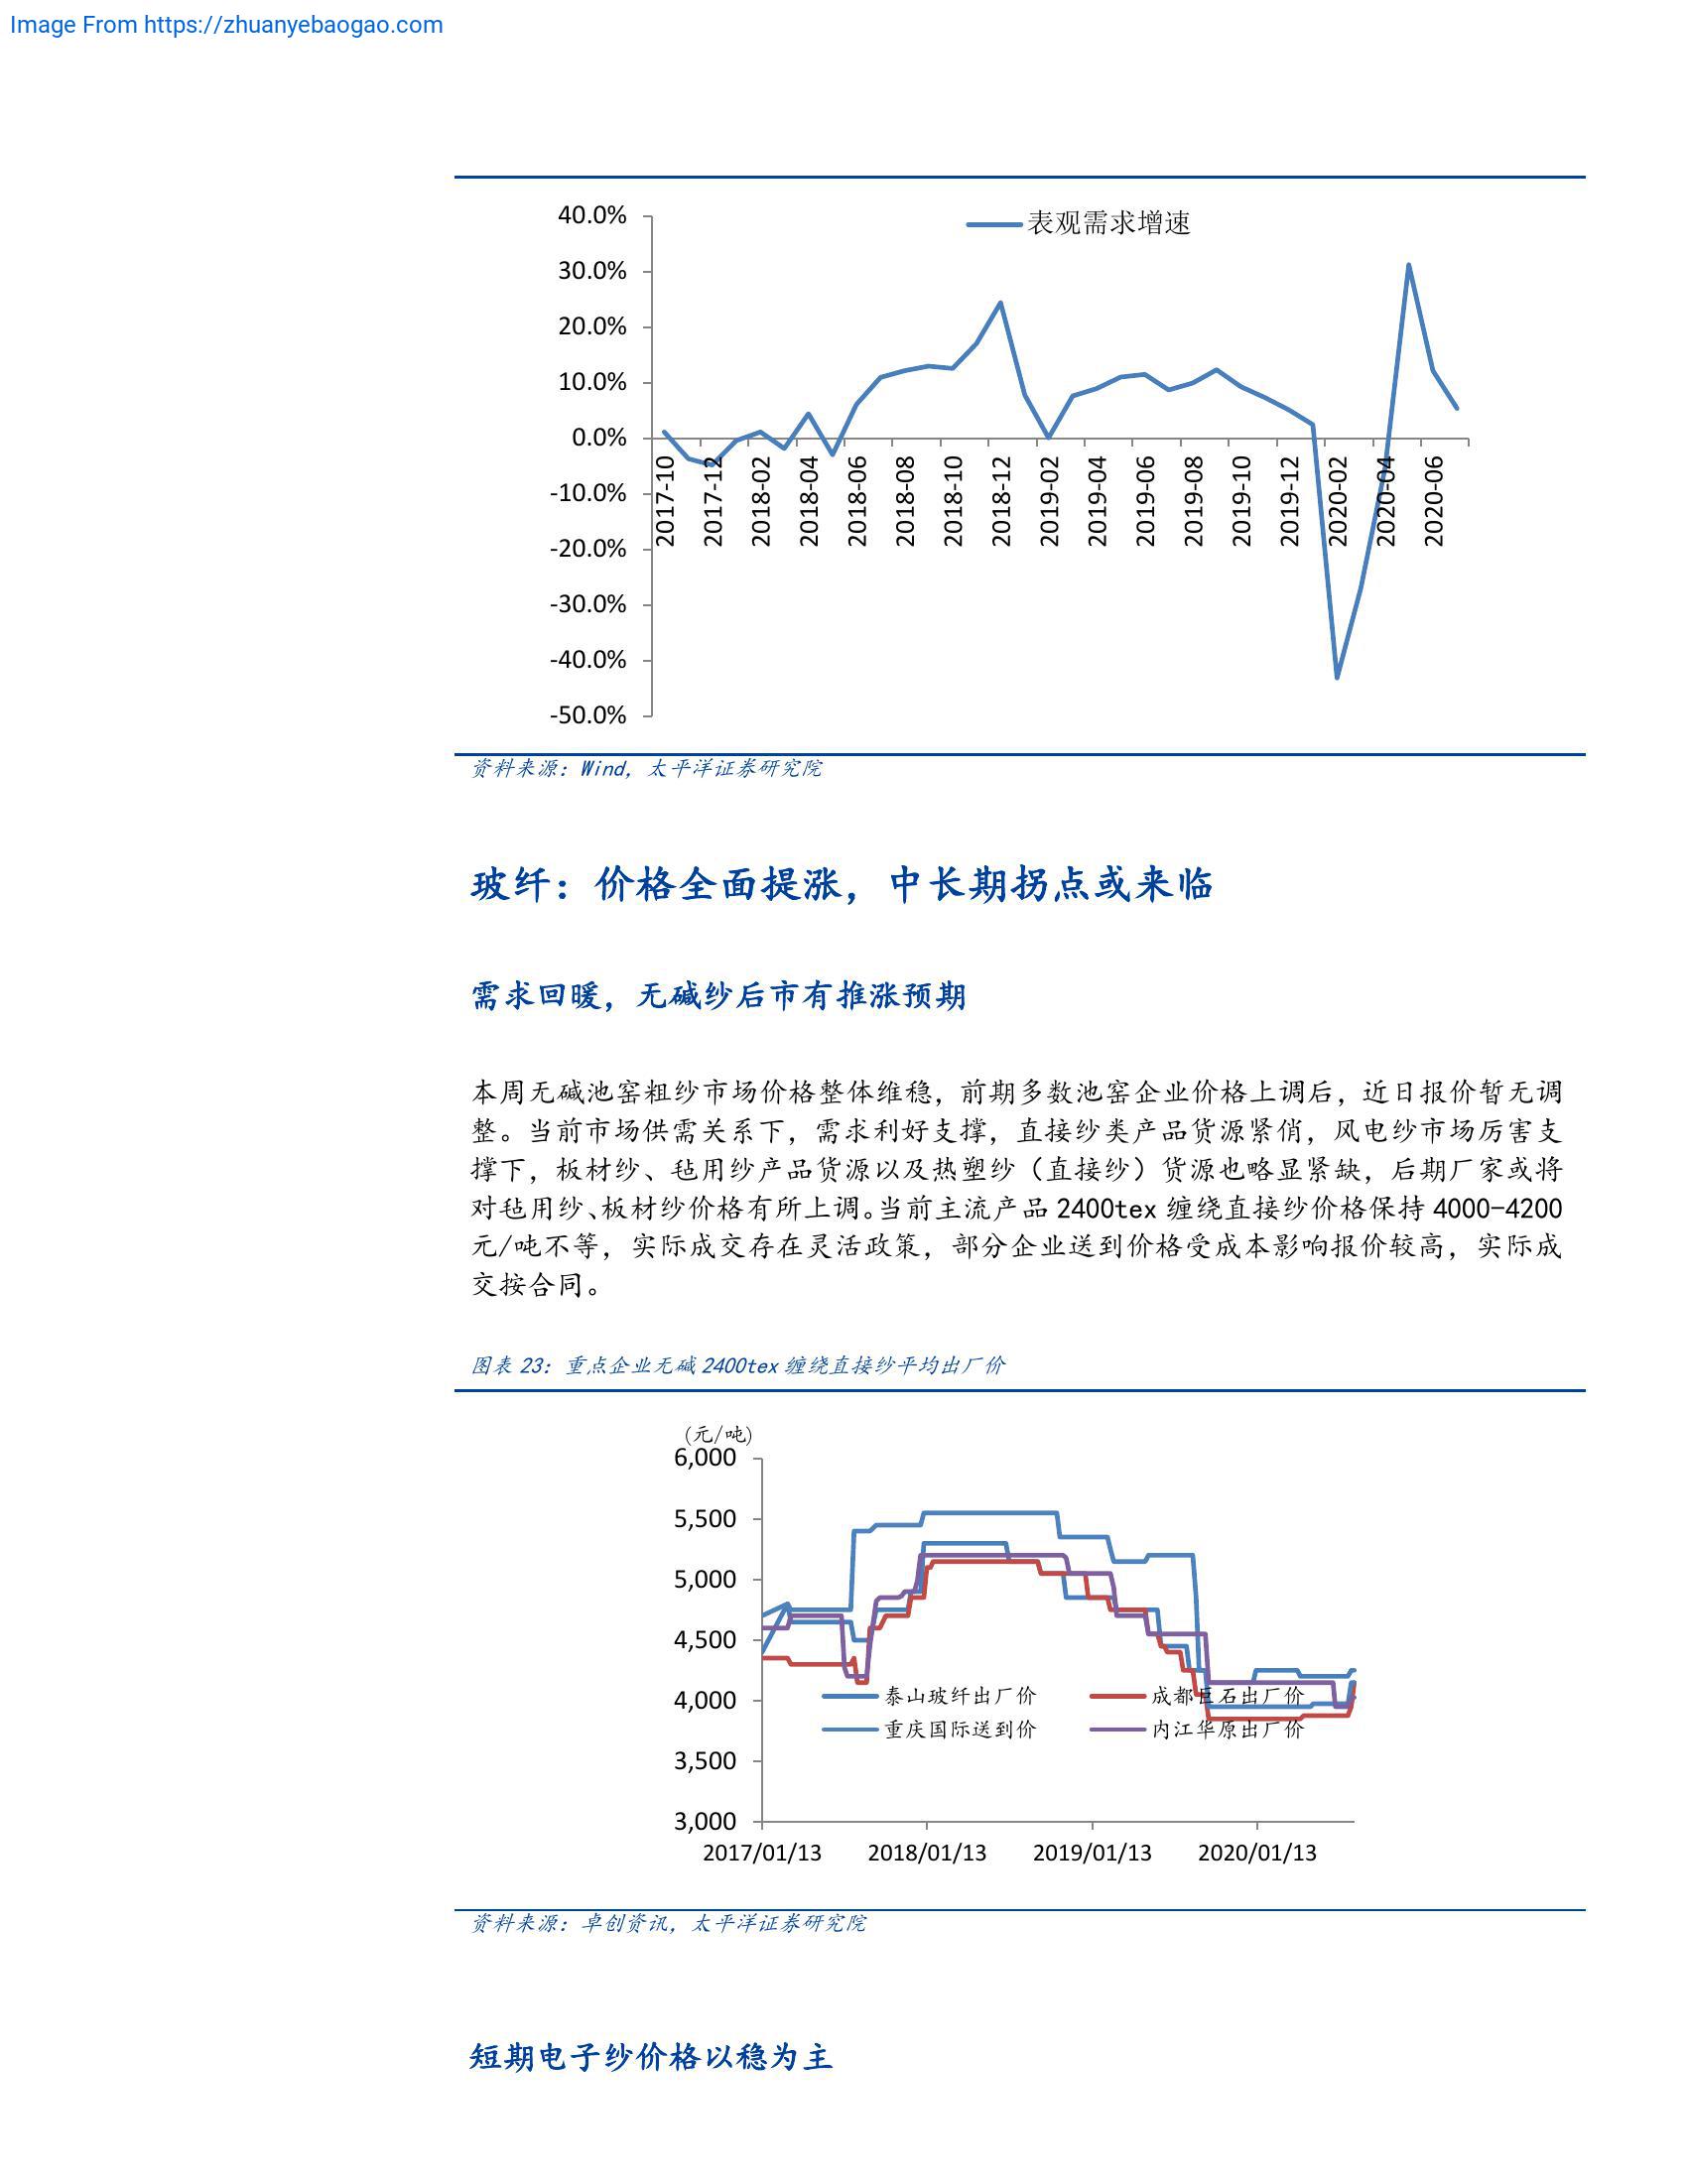 Image From https://zhuanyebaogao.com
表观需求增速
40.0%
30.0%
20.0%
10.0%
0.0%
-10.0%
-20.0%
-30.0%
-40.0%
-50.0%
2017-10
2017-12
2018-02
2018-04
2018-06
2018-08
2018-10
2018-12
2019-02
2019-04
2019-06
2019-08
2019-10
2019-12
2020-02
2020-04
2020-06
资料来源：Wind，太平洋证券研究院
玻纤：价格全面提涨，中长期拐点或来临
需求回暖，无碱纱后市有推涨预期
本周无碱池窑粗纱市场价格整体维稳，前期多数池窑企业价格上调后，近日报价暂无调
整。当前市场供需关系下，需求利好支撑，直接纱类产品货源紧俏，风电纱市场厉害支
撑下，板材纱、毡用纱产品货源以及热塑纱（直接纱）货源也略显紧缺，后期厂家或将
对毡用纱、板材纱价格有所上调。当前主流产品 2400tex 缠绕直接纱价格保持 4000-4200
元/吨不等，实际成交存在灵活政策，部分企业送到价格受成本影响报价较高，实际成
交按合同。
图表 23：重点企业无碱 2400tex 缠绕直接纱平均出厂价
(元/吨)
6,000
5,500
5,000
4,500
4,000
3,500
3,000
泰山玻纤出厂价 成都巨石出厂价
重庆国际送到价 内江华原出厂价
2017/01/13 2018/01/13 2019/01/13 2020/01/13
资料来源：卓创资讯，太平洋证券研究院
短期电子纱价格以稳为主